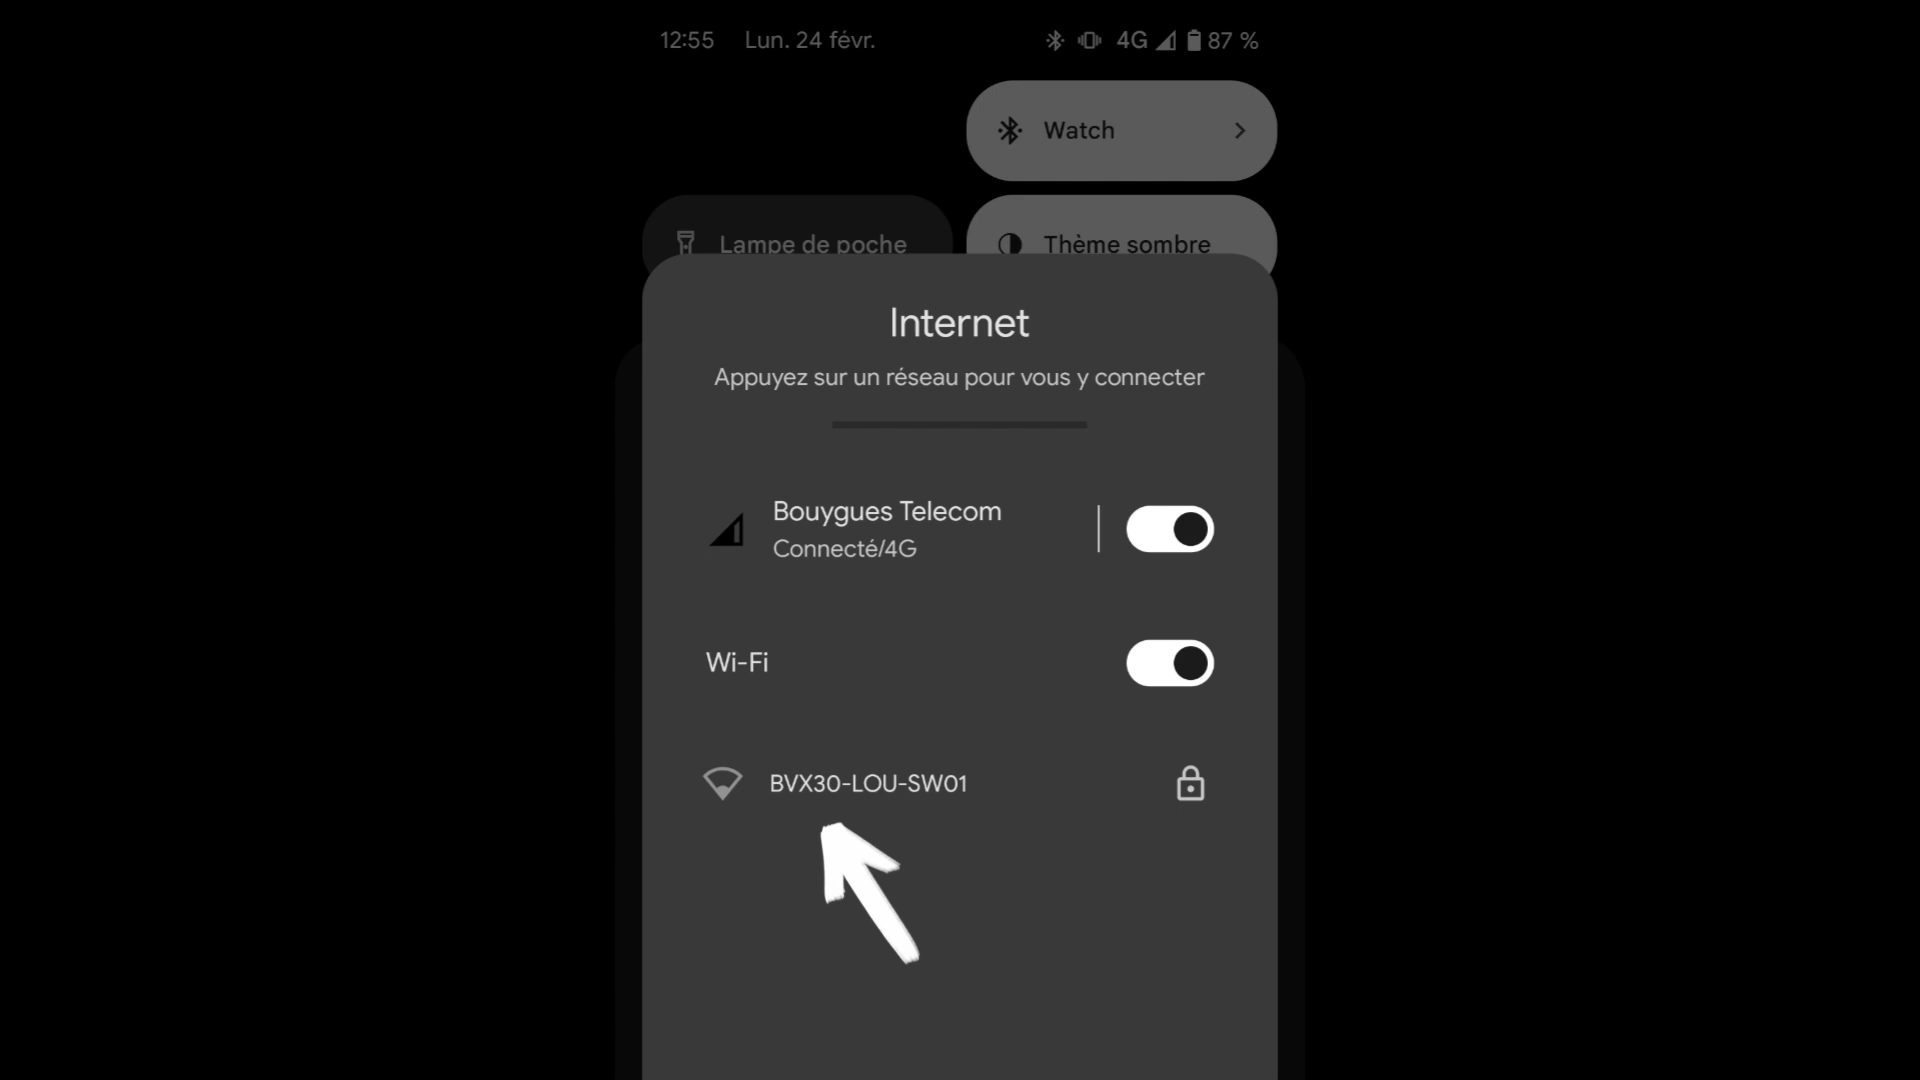 12:55 Lun. 24 févr. 4G 87 %
Watch
Lampe de poche Thème sombre
Internet
Appuyez sur un réseau pour vous y connecter
Bouygues Telecom
Connecté/4G
Wi-Fi
BVX30-LOU-SW01